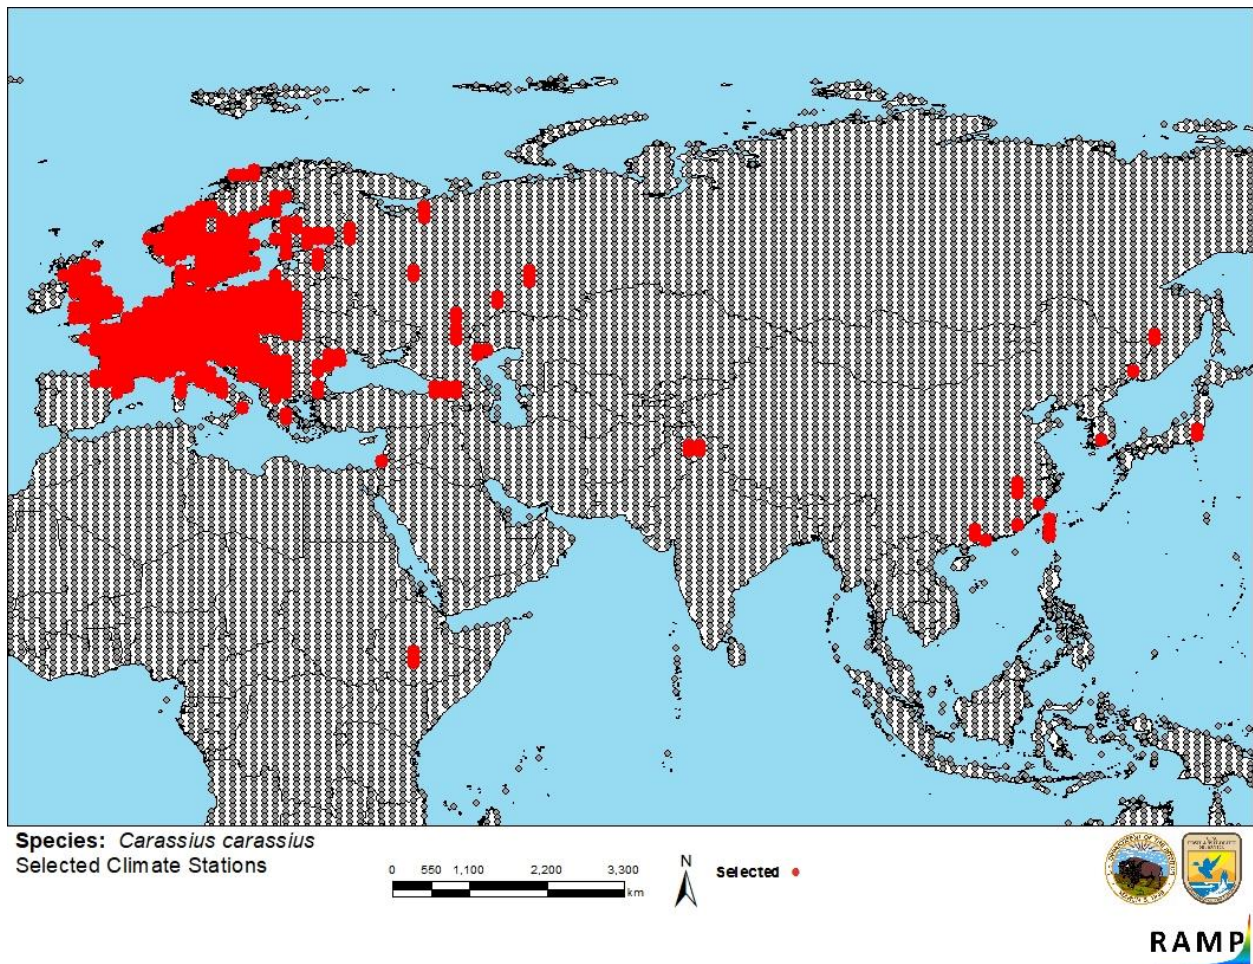 Species: Carassius carassius
Selected Climate Stations
0 550 1,100 2,200 3,300
km
N
Selected
RAMP